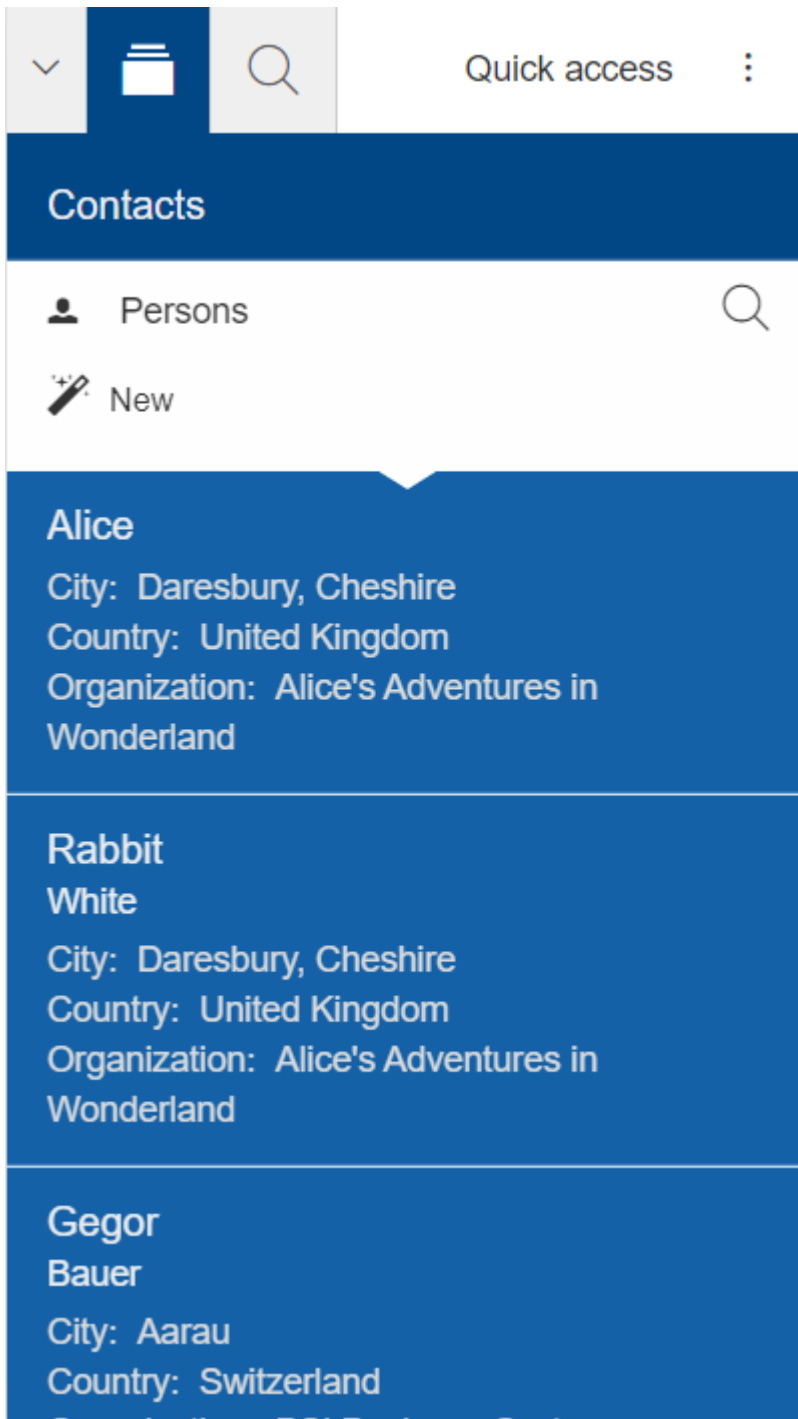 Quick access
Contacts
Persons
New
Alice
City: Daresbury, Cheshire
Country: United Kingdom
Organization: Alice's Adventures in
Wonderland
Rabbit
White
City: Daresbury, Cheshire
Country: United Kingdom
Organization: Alice's Adventures in
Wonderland
Gegor
Bauer
City: Aarau
Country: Switzerland